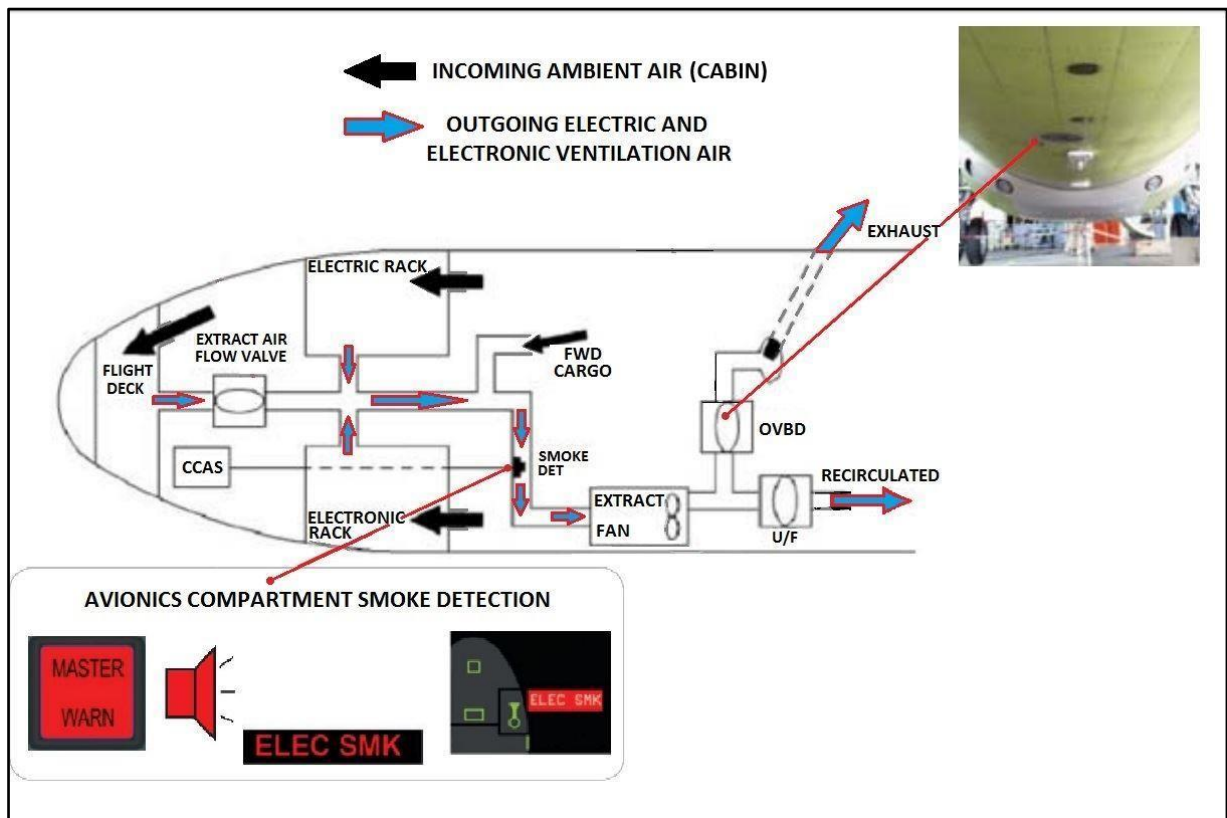 INCOMING AMBIENT AIR (CABIN)
OUTGOING ELECTRIC AND
ELECTRONIC VENTILATION AIR
EXHAUST
ELECTRIC RACK
EXTRACT AIR
FLOW VALVE
FLIGHT
DECK
FWD
CARGO
OVBD
CCAS
SMOKE
DET
RECIRCULATED
EXTRACT
FAN
ELECTRONIC
RACK
U/F
AVIONICS COMPARTMENT SMOKE DETECTION
MASTER
WARN
ELEC SMK
ELEC SMK